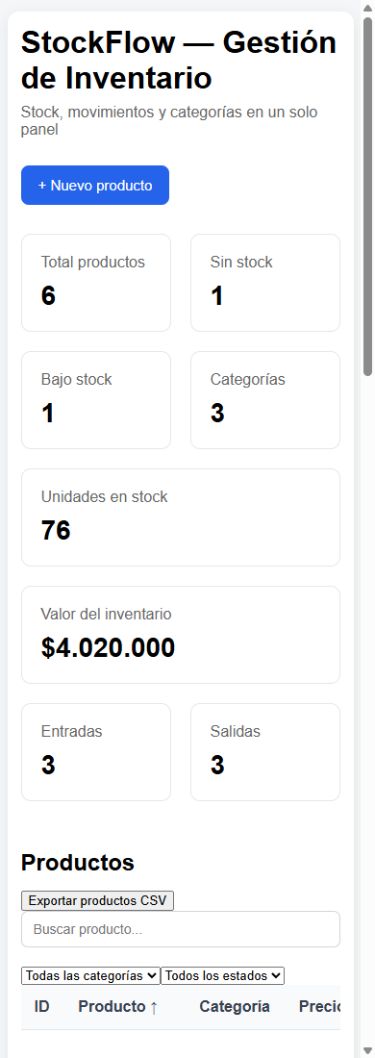 StockFlow — Gestión
de Inventario
Stock, movimientos y categorías en un solo
panel
+ Nuevo producto
Total productos
6
Sin stock
1
Bajo stock
1
Categorías
3
Unidades en stock
76
Valor del inventario
$4.020.000
Entradas
3
Salidas
3
Productos
Exportar productos CSV
Buscar producto...
Todas las categorías Todos los estados
ID Producto ↑ Categoría